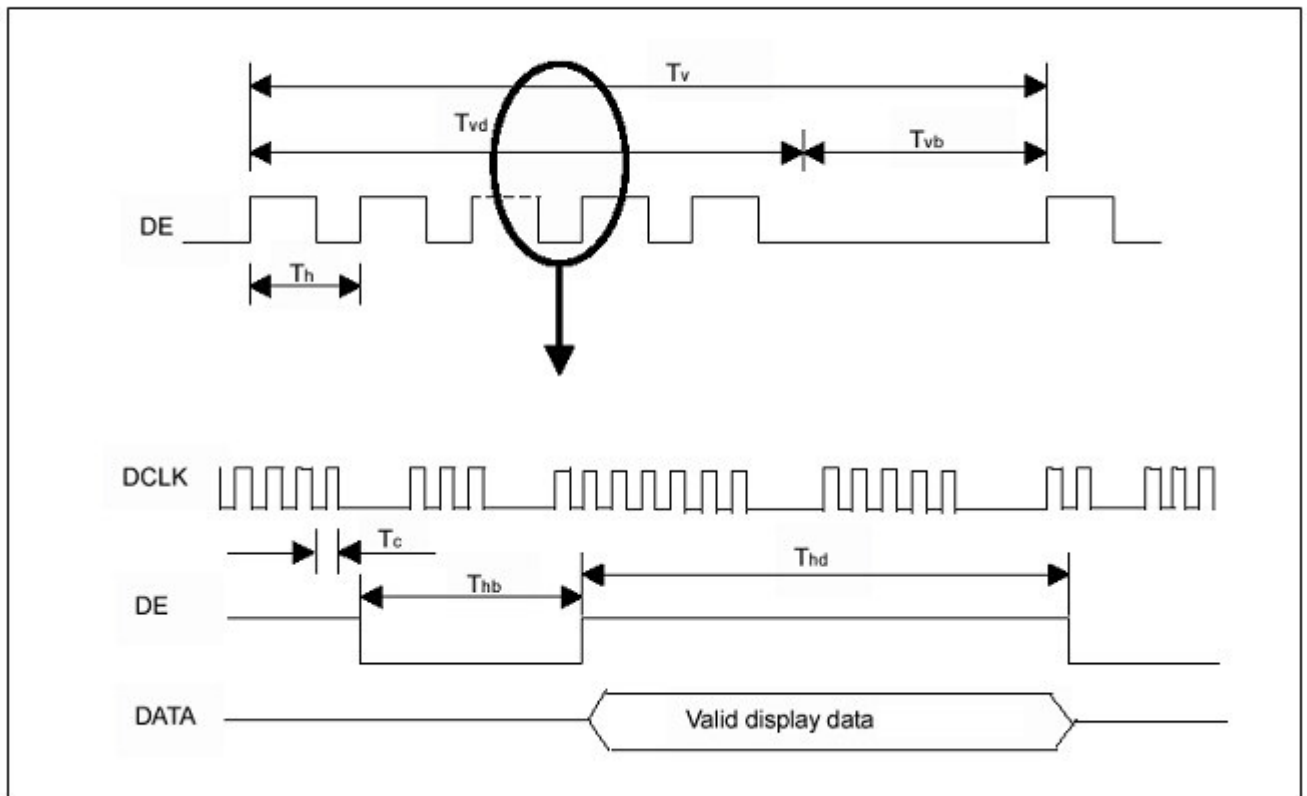 Tv
Tvd
Tvb
DE
Th
DCLK
Tc
Thd
Thb
DE
DATA
Valid display data